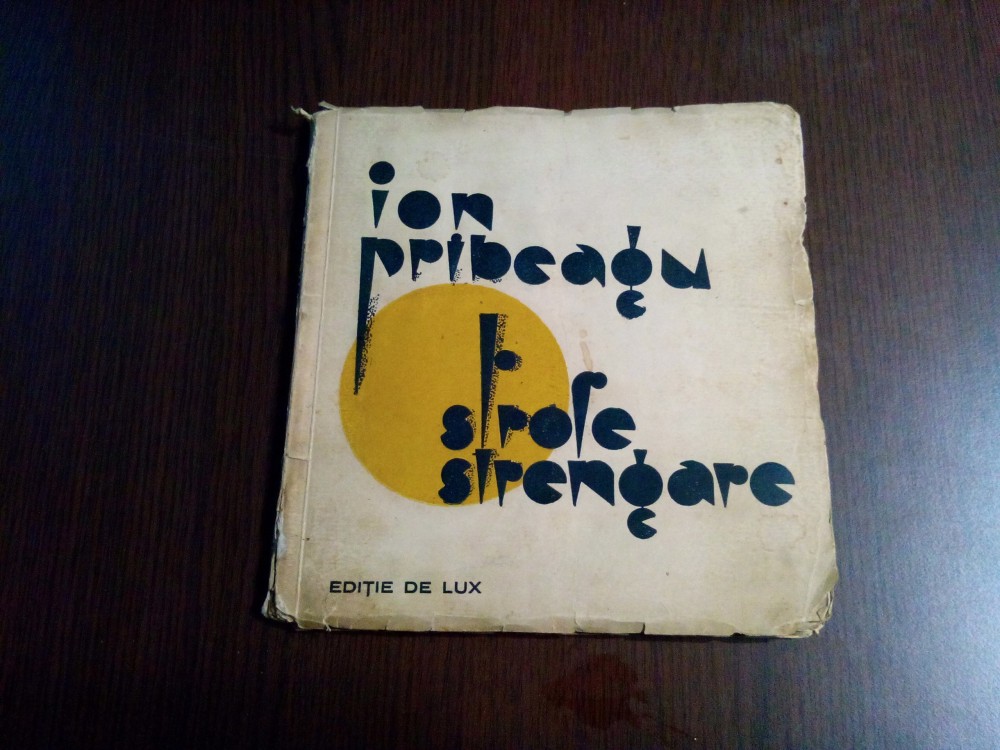 ion
pribeagu
strofe
strengare
EDIȚIE DE LUX